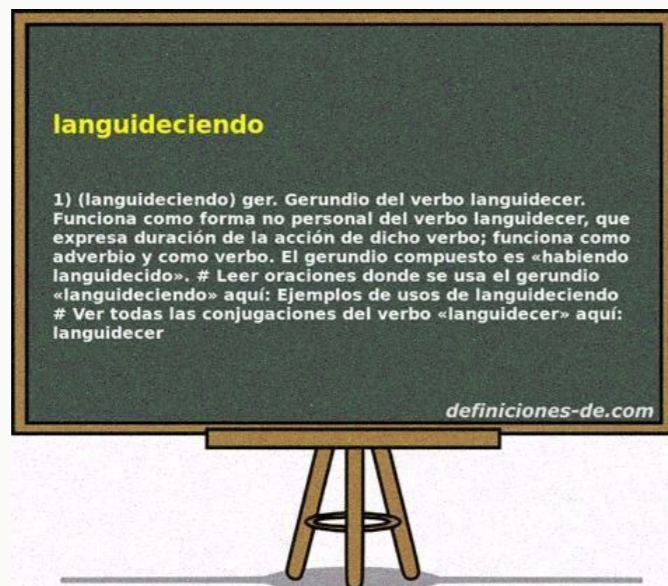 languideciendo
1) (languideciendo) ger. Gerundio del verbo languidecer.
Funciona como forma no personal del verbo languidecer, que
expresa duración de la acción de dicho verbo; funciona como
adverbio y como verbo. El gerundio compuesto es «habiendo
languidecido». # Leer oraciones donde se usa el gerundio
«languideciendo» aquí: Ejemplos de usos de languideciendo
# Ver todas las conjugaciones del verbo «languidecer» aquí:
languidecer
definiciones-de.com